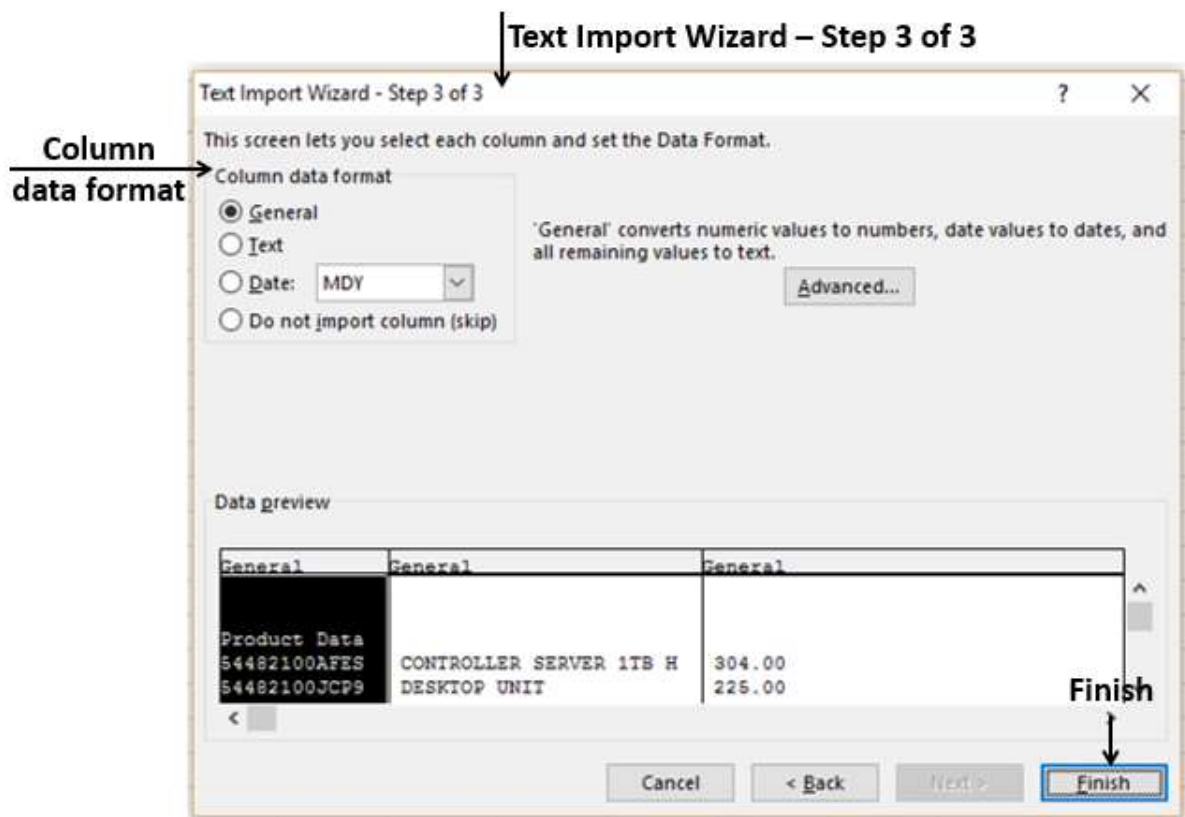 Text Import Wizard – Step 3 of 3
Text Import Wizard - Step 3 of 3 ?
This screen lets you select each column and set the Data Format.
Column
data format
Column data format
General
Text
Date: MDY
Do not import column (skip)
'General' converts numeric values to numbers, date values to dates, and
all remaining values to text.
Advanced...
Data preview
General General General
Product Data
54482100AFES CONTROLLER SERVER 1TB H 304.00
54482100JCP9 DESKTOP UNIT 225.00
Finish
Cancel < Back Next > Finish